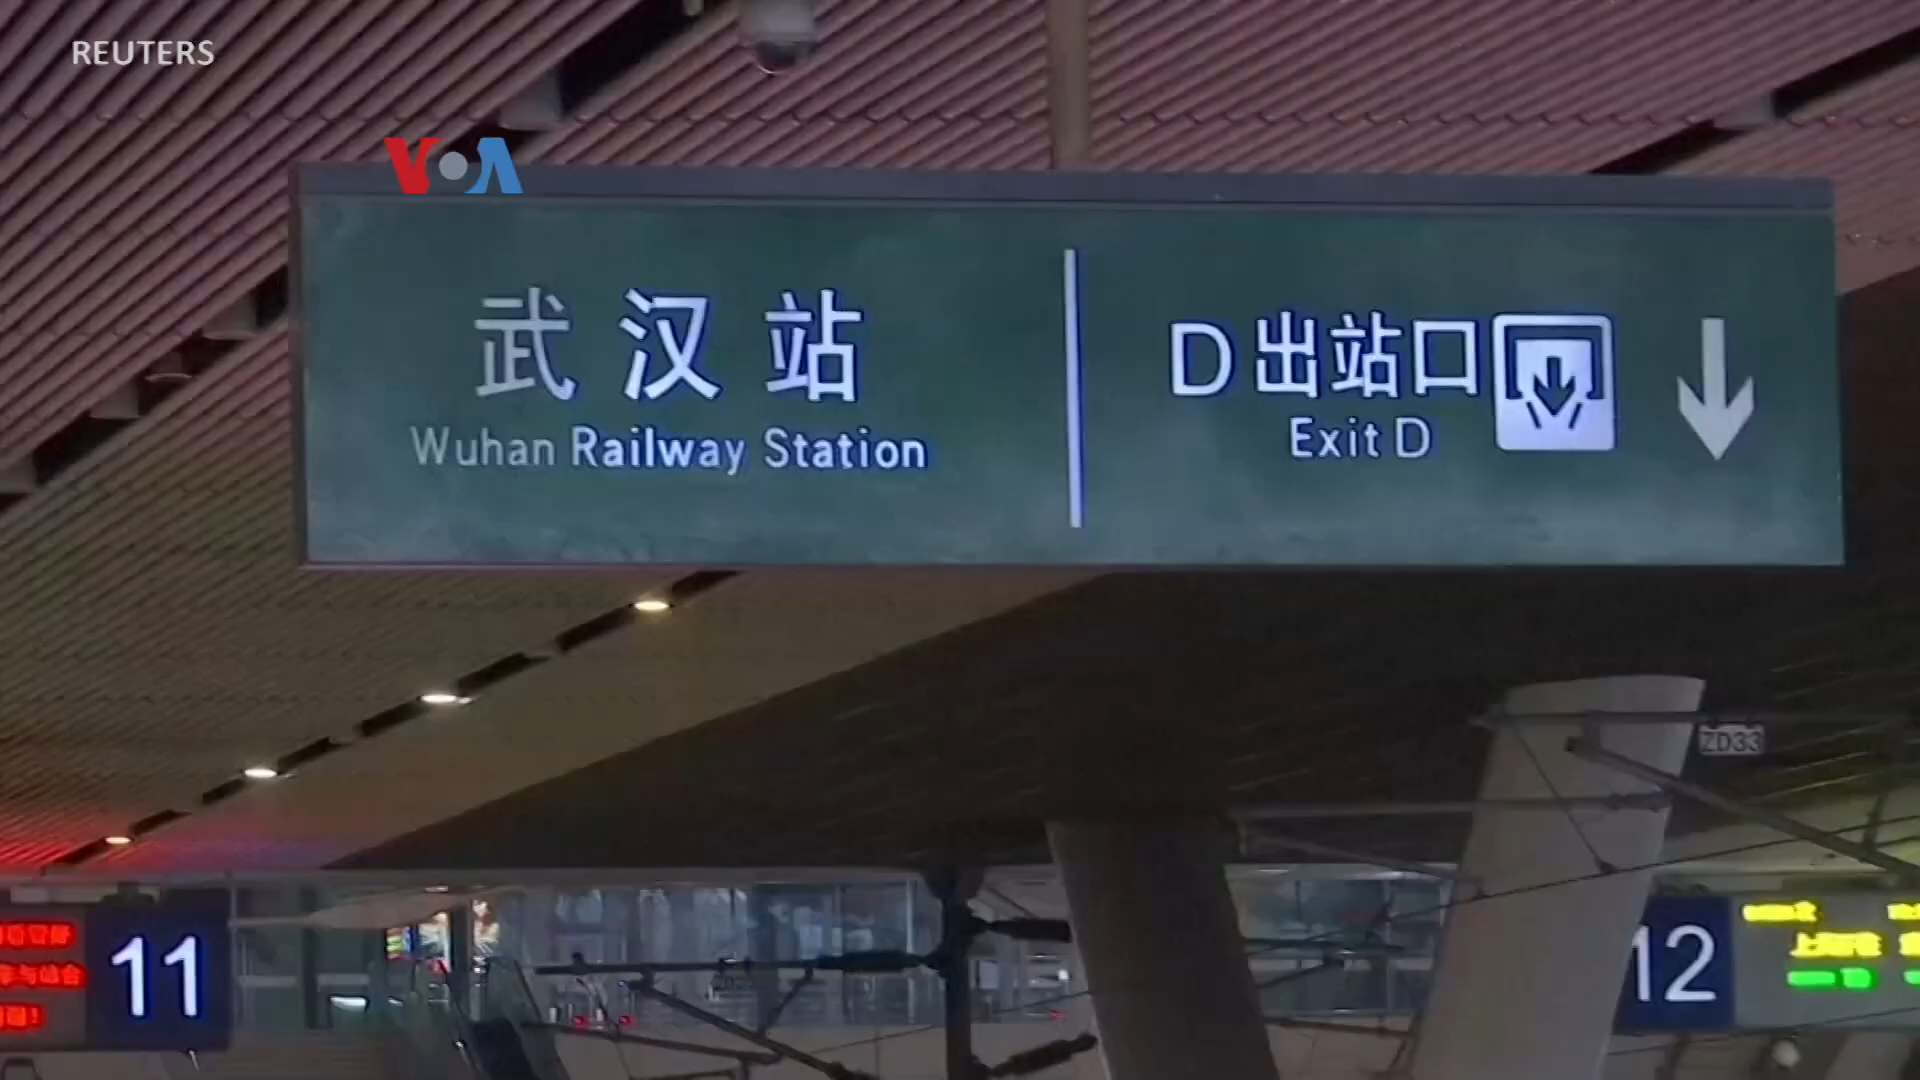 REUTERS
VOA
武汉站
Wuhan Railway Station
D出站口
Exit D
ZD33
11
12